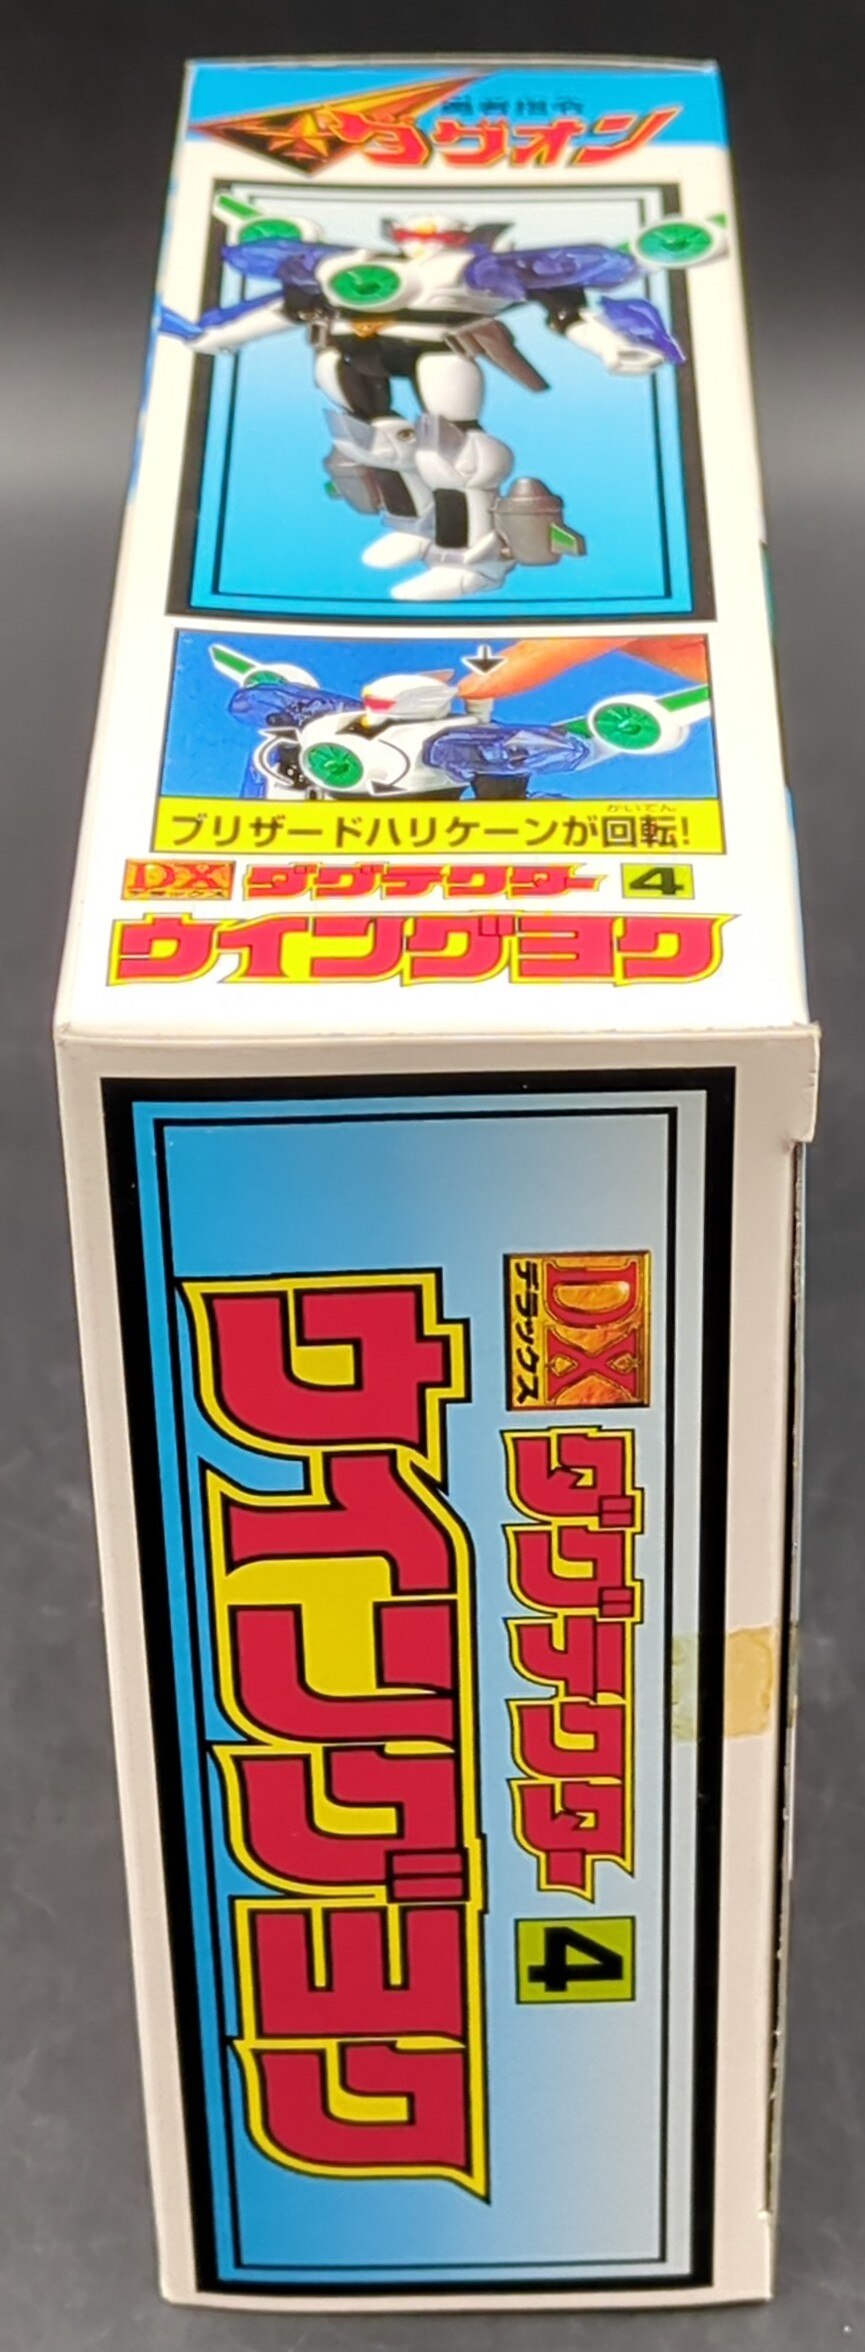 勇者指令
ダグオン
かいてん
ブリザードハリケーンが回転!
DX ダグテクター 4
デラックス
ウイングヨク
DX
デラックス
ダグテクター 4
ウイングヨク